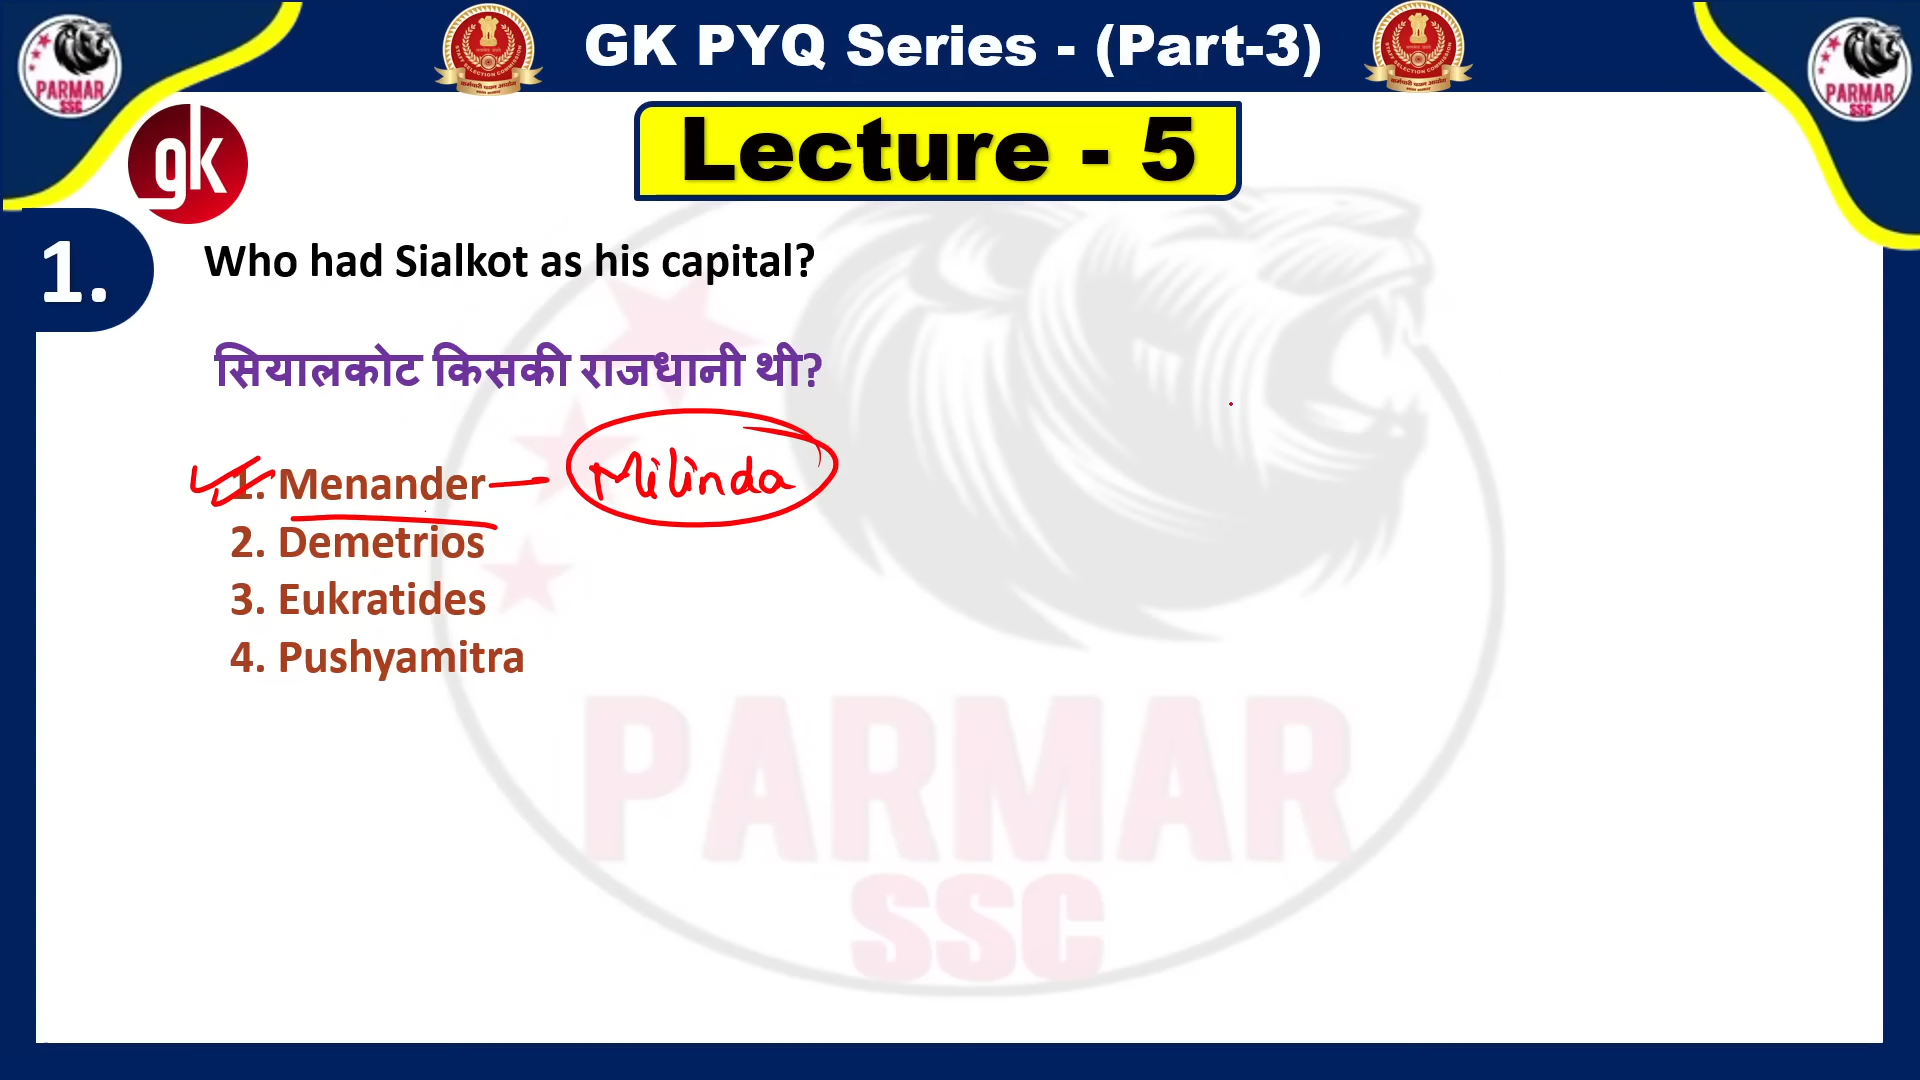 PARMAR
SSC
GK PYQ Series - (Part-3)
PARMAR
SSC
gk
Lecture - 5
1.
Who had Sialkot as his capital?
सियालकोट किसकी राजधानी थी?
1. Menander — Milinda
2. Demetrios
3. Eukratides
4. Pushyamitra
PARMAR
SSC